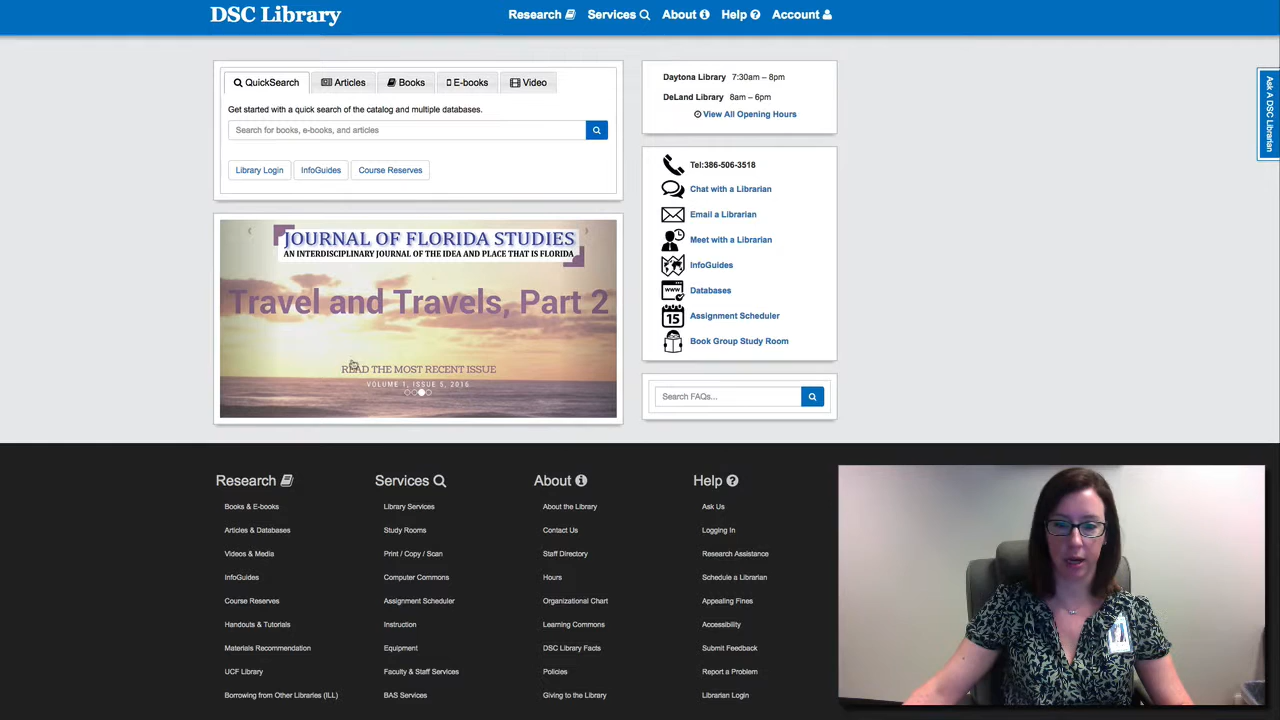 DSC Library
Research
Services
About
Help
Account
QuickSearch
Articles
Books
E-books
Video
Get started with a quick search of the catalog and multiple databases.
Search for books, e-books, and articles
Library Login
InfoGuides
Course Reserves
JOURNAL OF FLORIDA STUDIES
AN INTERDISCIPLINARY JOURNAL OF THE IDEA AND PLACE THAT IS FLORIDA
Travel and Travels, Part 2
READ THE MOST RECENT ISSUE
VOLUME 1, ISSUE 5, 2016
Daytona Library 7:30am – 8pm
DeLand Library 8am – 6pm
View All Opening Hours
Tel:386-506-3518
Chat with a Librarian
Email a Librarian
Meet with a Librarian
InfoGuides
WWW
Databases
15
Assignment Scheduler
Book Group Study Room
Search FAQs...
Ask A DSC Librarian
Research
Books & E-books
Articles & Databases
Videos & Media
InfoGuides
Course Reserves
Handouts & Tutorials
Materials Recommendation
UCF Library
Borrowing from Other Libraries (ILL)
Services
Library Services
Study Rooms
Print / Copy / Scan
Computer Commons
Assignment Scheduler
Instruction
Equipment
Faculty & Staff Services
BAS Services
About
About the Library
Contact Us
Staff Directory
Hours
Organizational Chart
Learning Commons
DSC Library Facts
Policies
Giving to the Library
Help
Ask Us
Logging In
Research Assistance
Schedule a Librarian
Appealing Fines
Accessibility
Submit Feedback
Report a Problem
Librarian Login